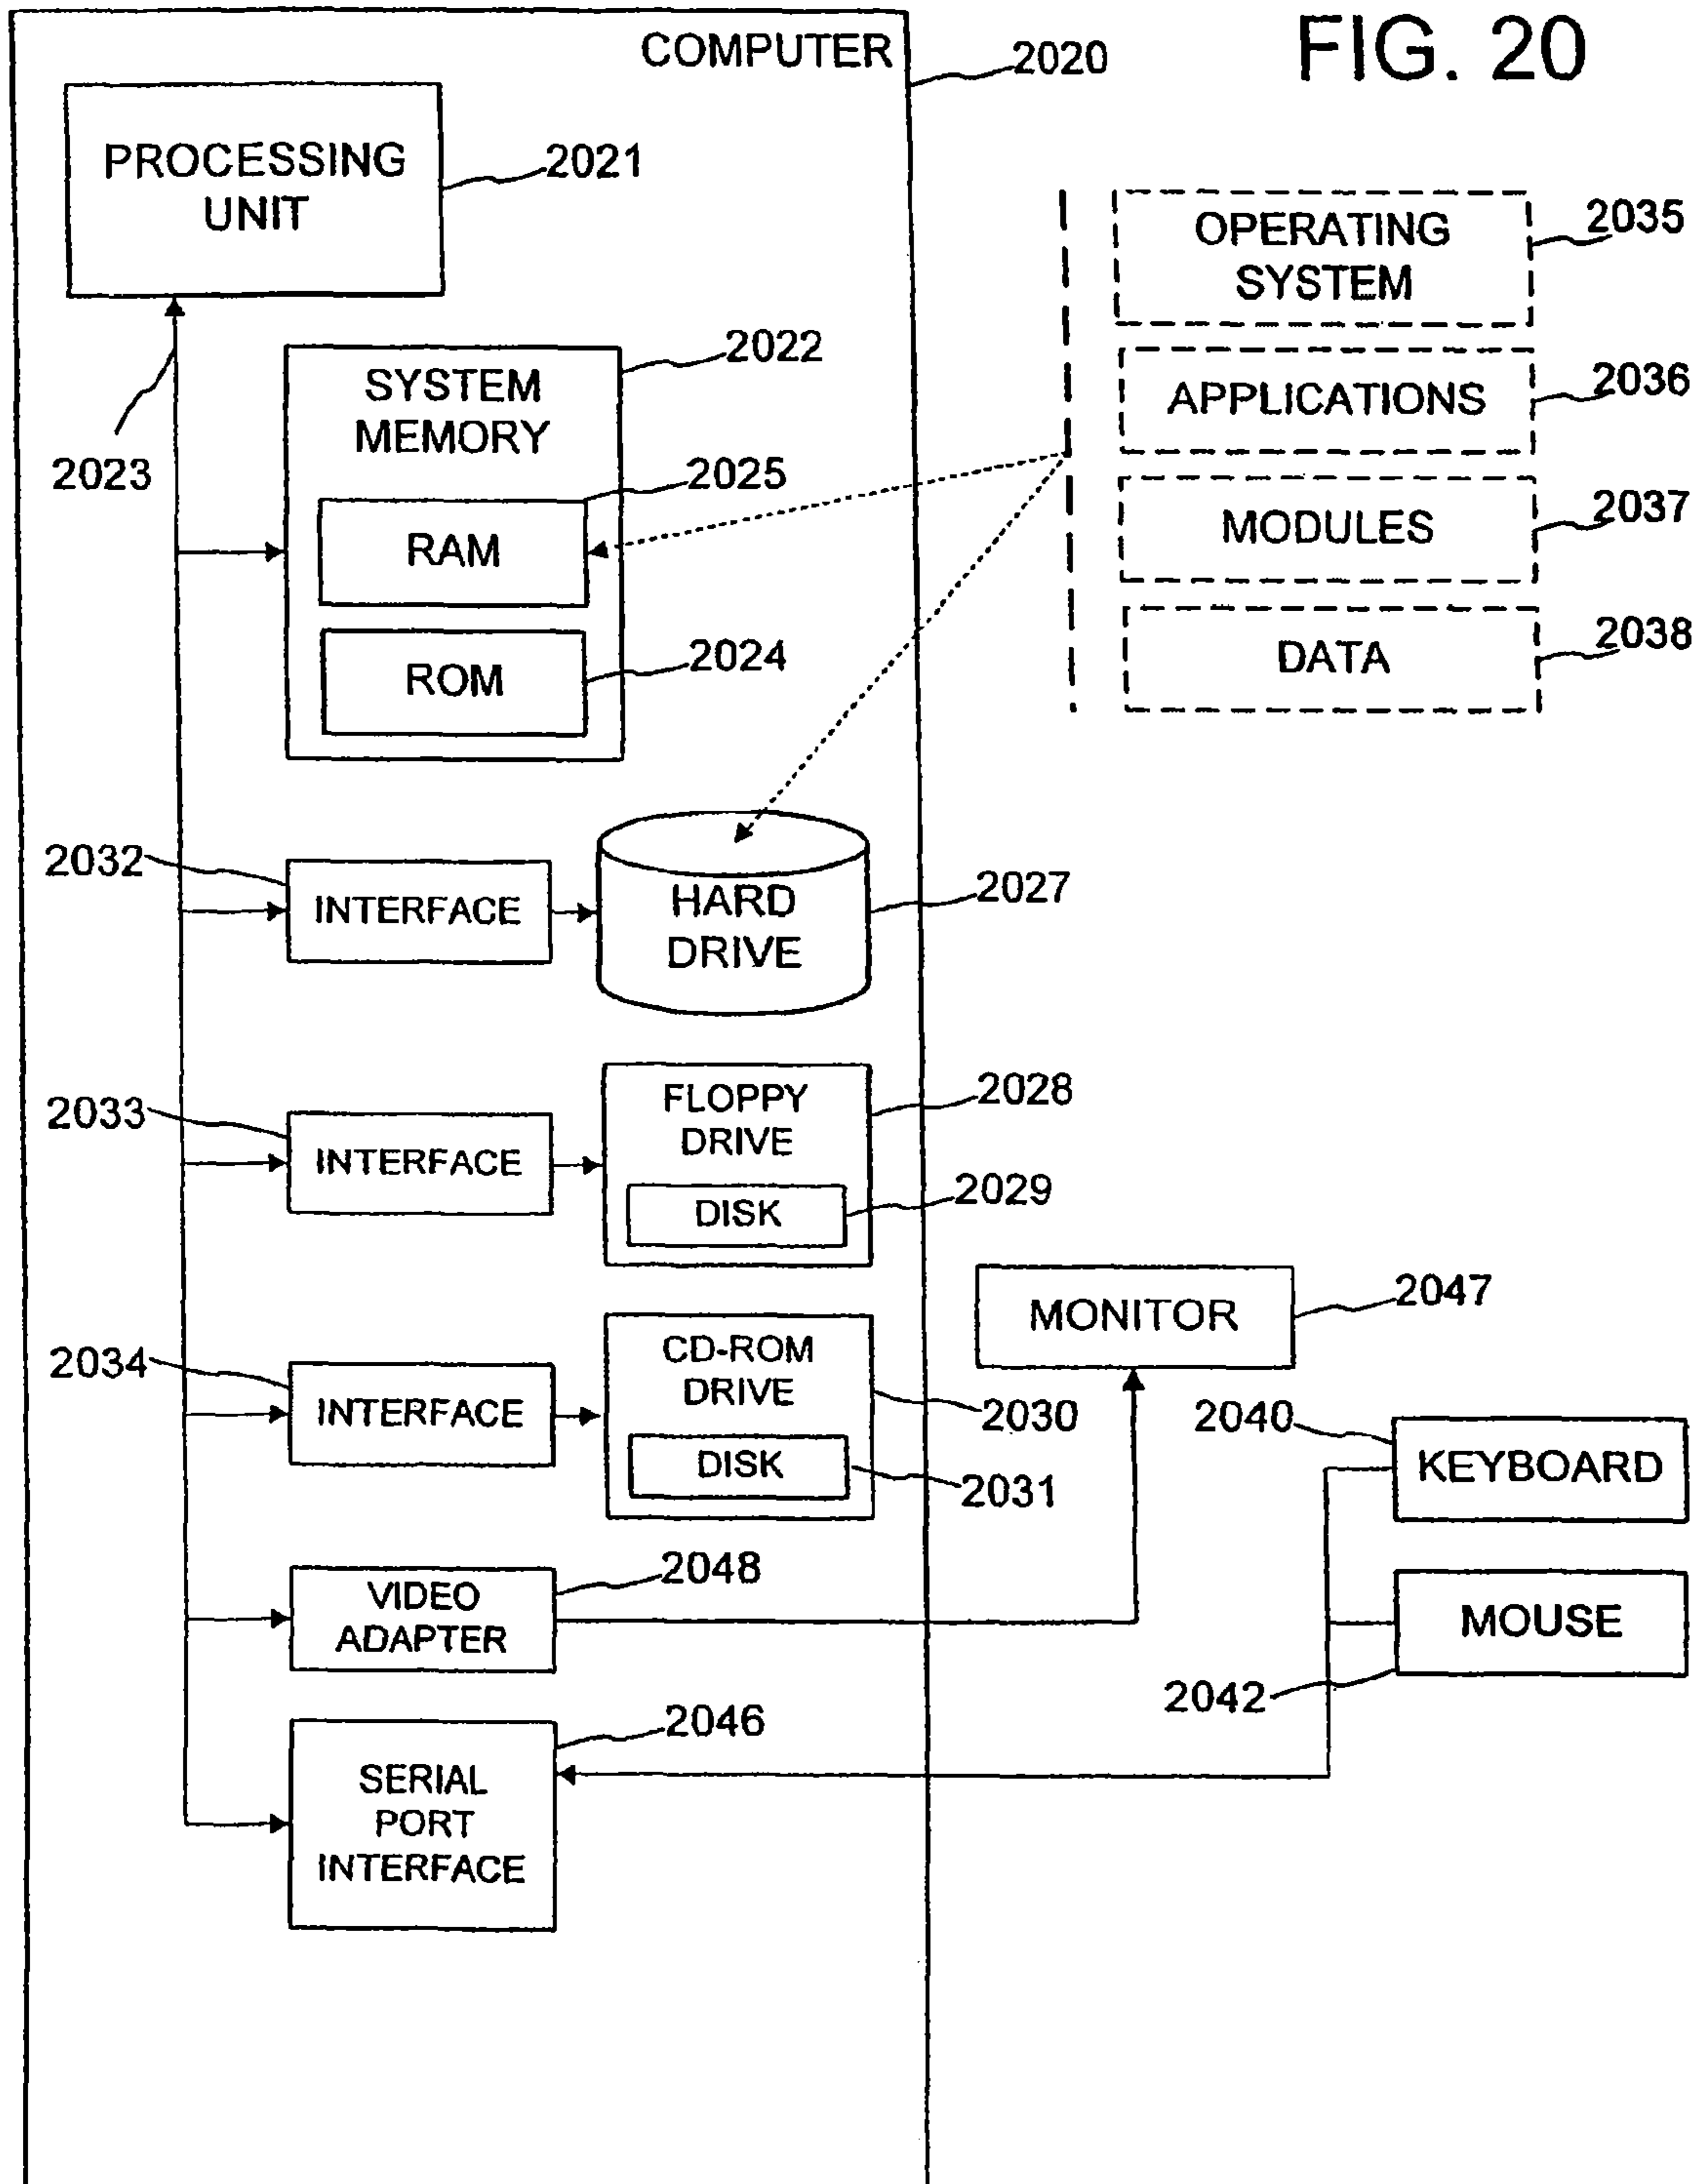 FIG. 20
COMPUTER
2020
PROCESSING
UNIT
2021
2023
SYSTEM
MEMORY
2022
RAM
2025
ROM
2024
OPERATING
SYSTEM
2035
APPLICATIONS
2036
MODULES
2037
DATA
2038
2032
INTERFACE
HARD
DRIVE
2027
2033
INTERFACE
FLOPPY
DRIVE
2028
DISK
2029
2034
INTERFACE
CD-ROM
DRIVE
2030
DISK
2031
MONITOR
2047
2040
KEYBOARD
MOUSE
2042
VIDEO
ADAPTER
2048
SERIAL
PORT
INTERFACE
2046